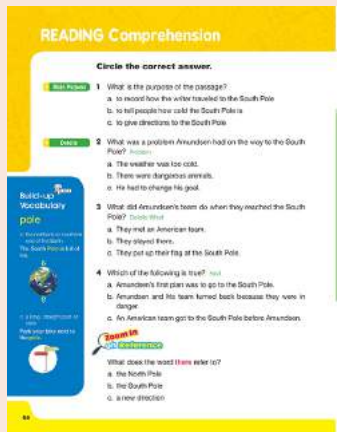 READING Comprehension
Circle the correct answer.
Main Purpose
1 What is the purpose of the passage?
a. to record how the writer traveled to the South Pole
b. to tell people how cold the South Pole is
c. to give directions to the South Pole
Details
2 What was a problem Amundsen had on the way to the South
Pole? Problem
a. The weather was too cold.
b. There were dangerous animals.
c. He had to change his goal.
3 What did Amundsen's team do when they reached the South
Pole? Details What
a. They met an American team.
b. They stayed there.
c. They put up their flag at the South Pole.
4 Which of the following is true?
a. Amundsen's first plan was to go to the South Pole.
b. Amundsen and his team turned back because they were in
danger.
c. An American team got to the South Pole before Amundsen.
Zoom in
on Reference
What does the word there refer to?
a. the North Pole
b. the South Pole
c. a new direction
Build-up
Vocabulary
pole
The South Pole is full of
ice.